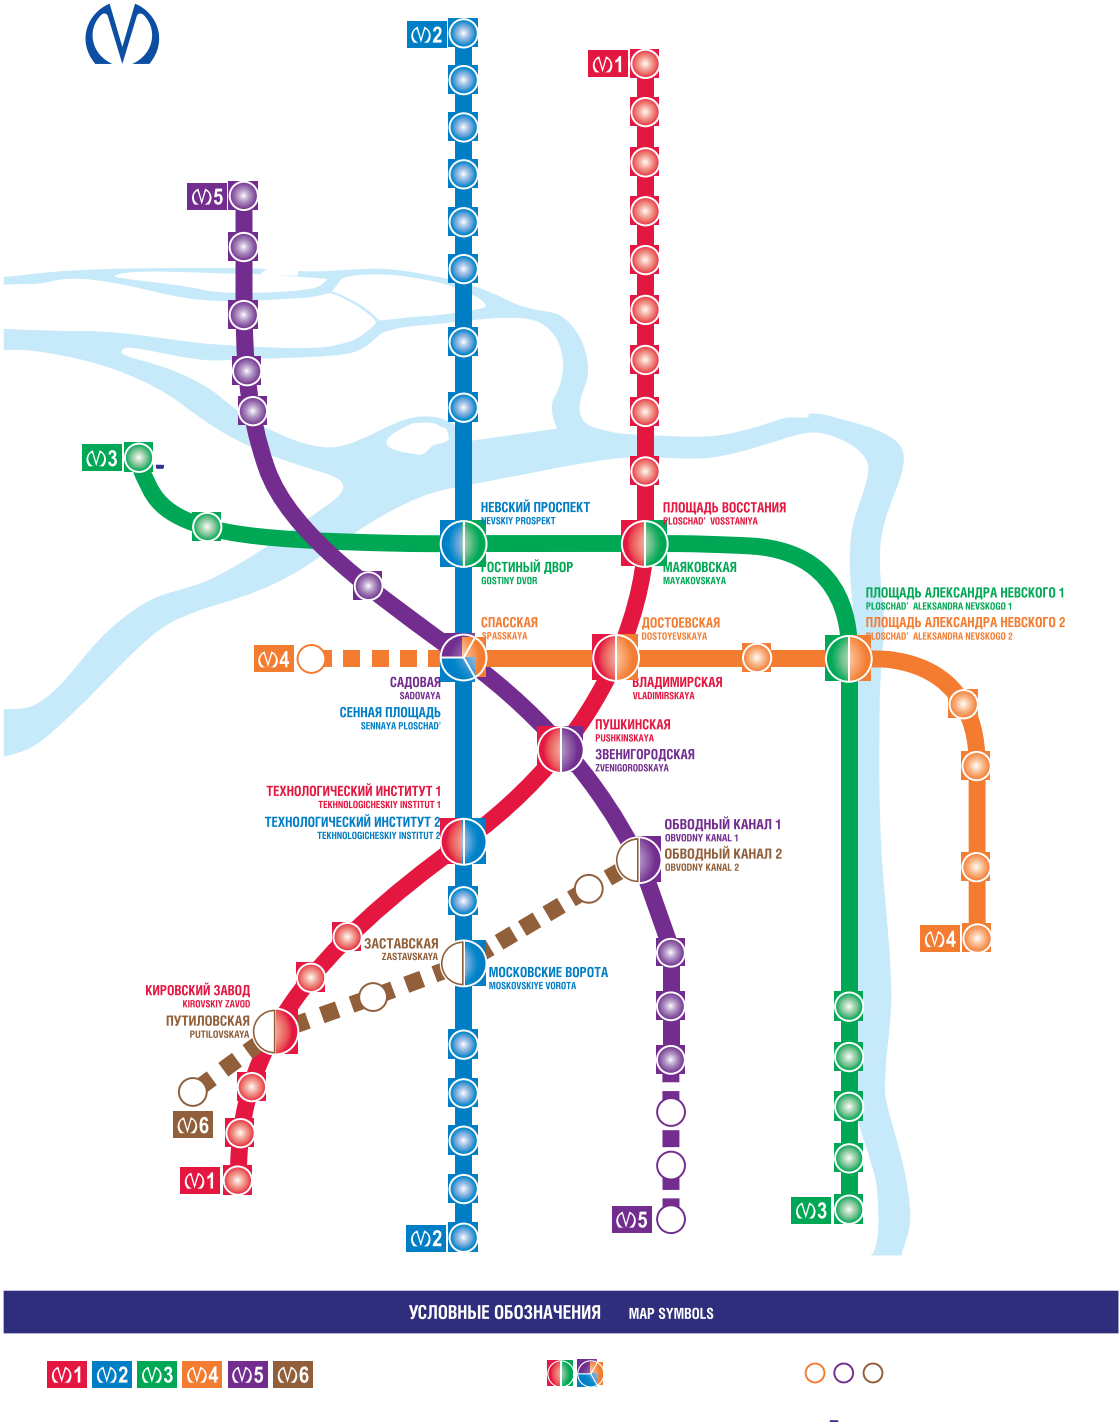 2
1
5
3
НЕВСКИЙ ПРОСПЕКТ
NEVSKIY PROSPEKT
ПЛОЩАДЬ ВОССТАНИЯ
PLOSCHAD' VOSSTANIYA
ГОСТИНЫЙ ДВОР
GOSTINY DVOR
МАЯКОВСКАЯ
MAYAKOVSKAYA
ПЛОЩАДЬ АЛЕКСАНДРА НЕВСКОГО 1
PLOSCHAD' ALEKSANDRA NEVSKOGO 1
ПЛОЩАДЬ АЛЕКСАНДРА НЕВСКОГО 2
PLOSCHAD' ALEKSANDRA NEVSKOGO 2
СПАССКАЯ
SPASSKAYA
ДОСТОЕВСКАЯ
DOSTOYEVSKAYA
4
САДОВАЯ
SADOVAYA
ВЛАДИМИРСКАЯ
VLADIMIRSKAYA
СЕННАЯ ПЛОЩАДЬ
SENNAYA PLOSCHAD'
ПУШКИНСКАЯ
PUSHKINSKAYA
ЗВЕНИГОРОДСКАЯ
ZVENIGORODSKAYA
ТЕХНОЛОГИЧЕСКИЙ ИНСТИТУТ 1
TEKHNOLOGICHESKIY INSTITUT 1
ТЕХНОЛОГИЧЕСКИЙ ИНСТИТУТ 2
TEKHNOLOGICHESKIY INSTITUT 2
ОБВОДНЫЙ КАНАЛ 1
OBVODNY KANAL 1
ОБВОДНЫЙ КАНАЛ 2
OBVODNY KANAL 2
ЗАСТАВСКАЯ
ZASTAVSKAYA
4
МОСКОВСКИЕ ВОРОТА
MOSKOVSKIYE VOROTA
КИРОВСКИЙ ЗАВОД
KIROVSKIY ZAVOD
ПУТИЛОВСКАЯ
PUTILOVSKAYA
6
1
5
3
2
УСЛОВНЫЕ ОБОЗНАЧЕНИЯ MAP SYMBOLS
1 2 3 4 5 6